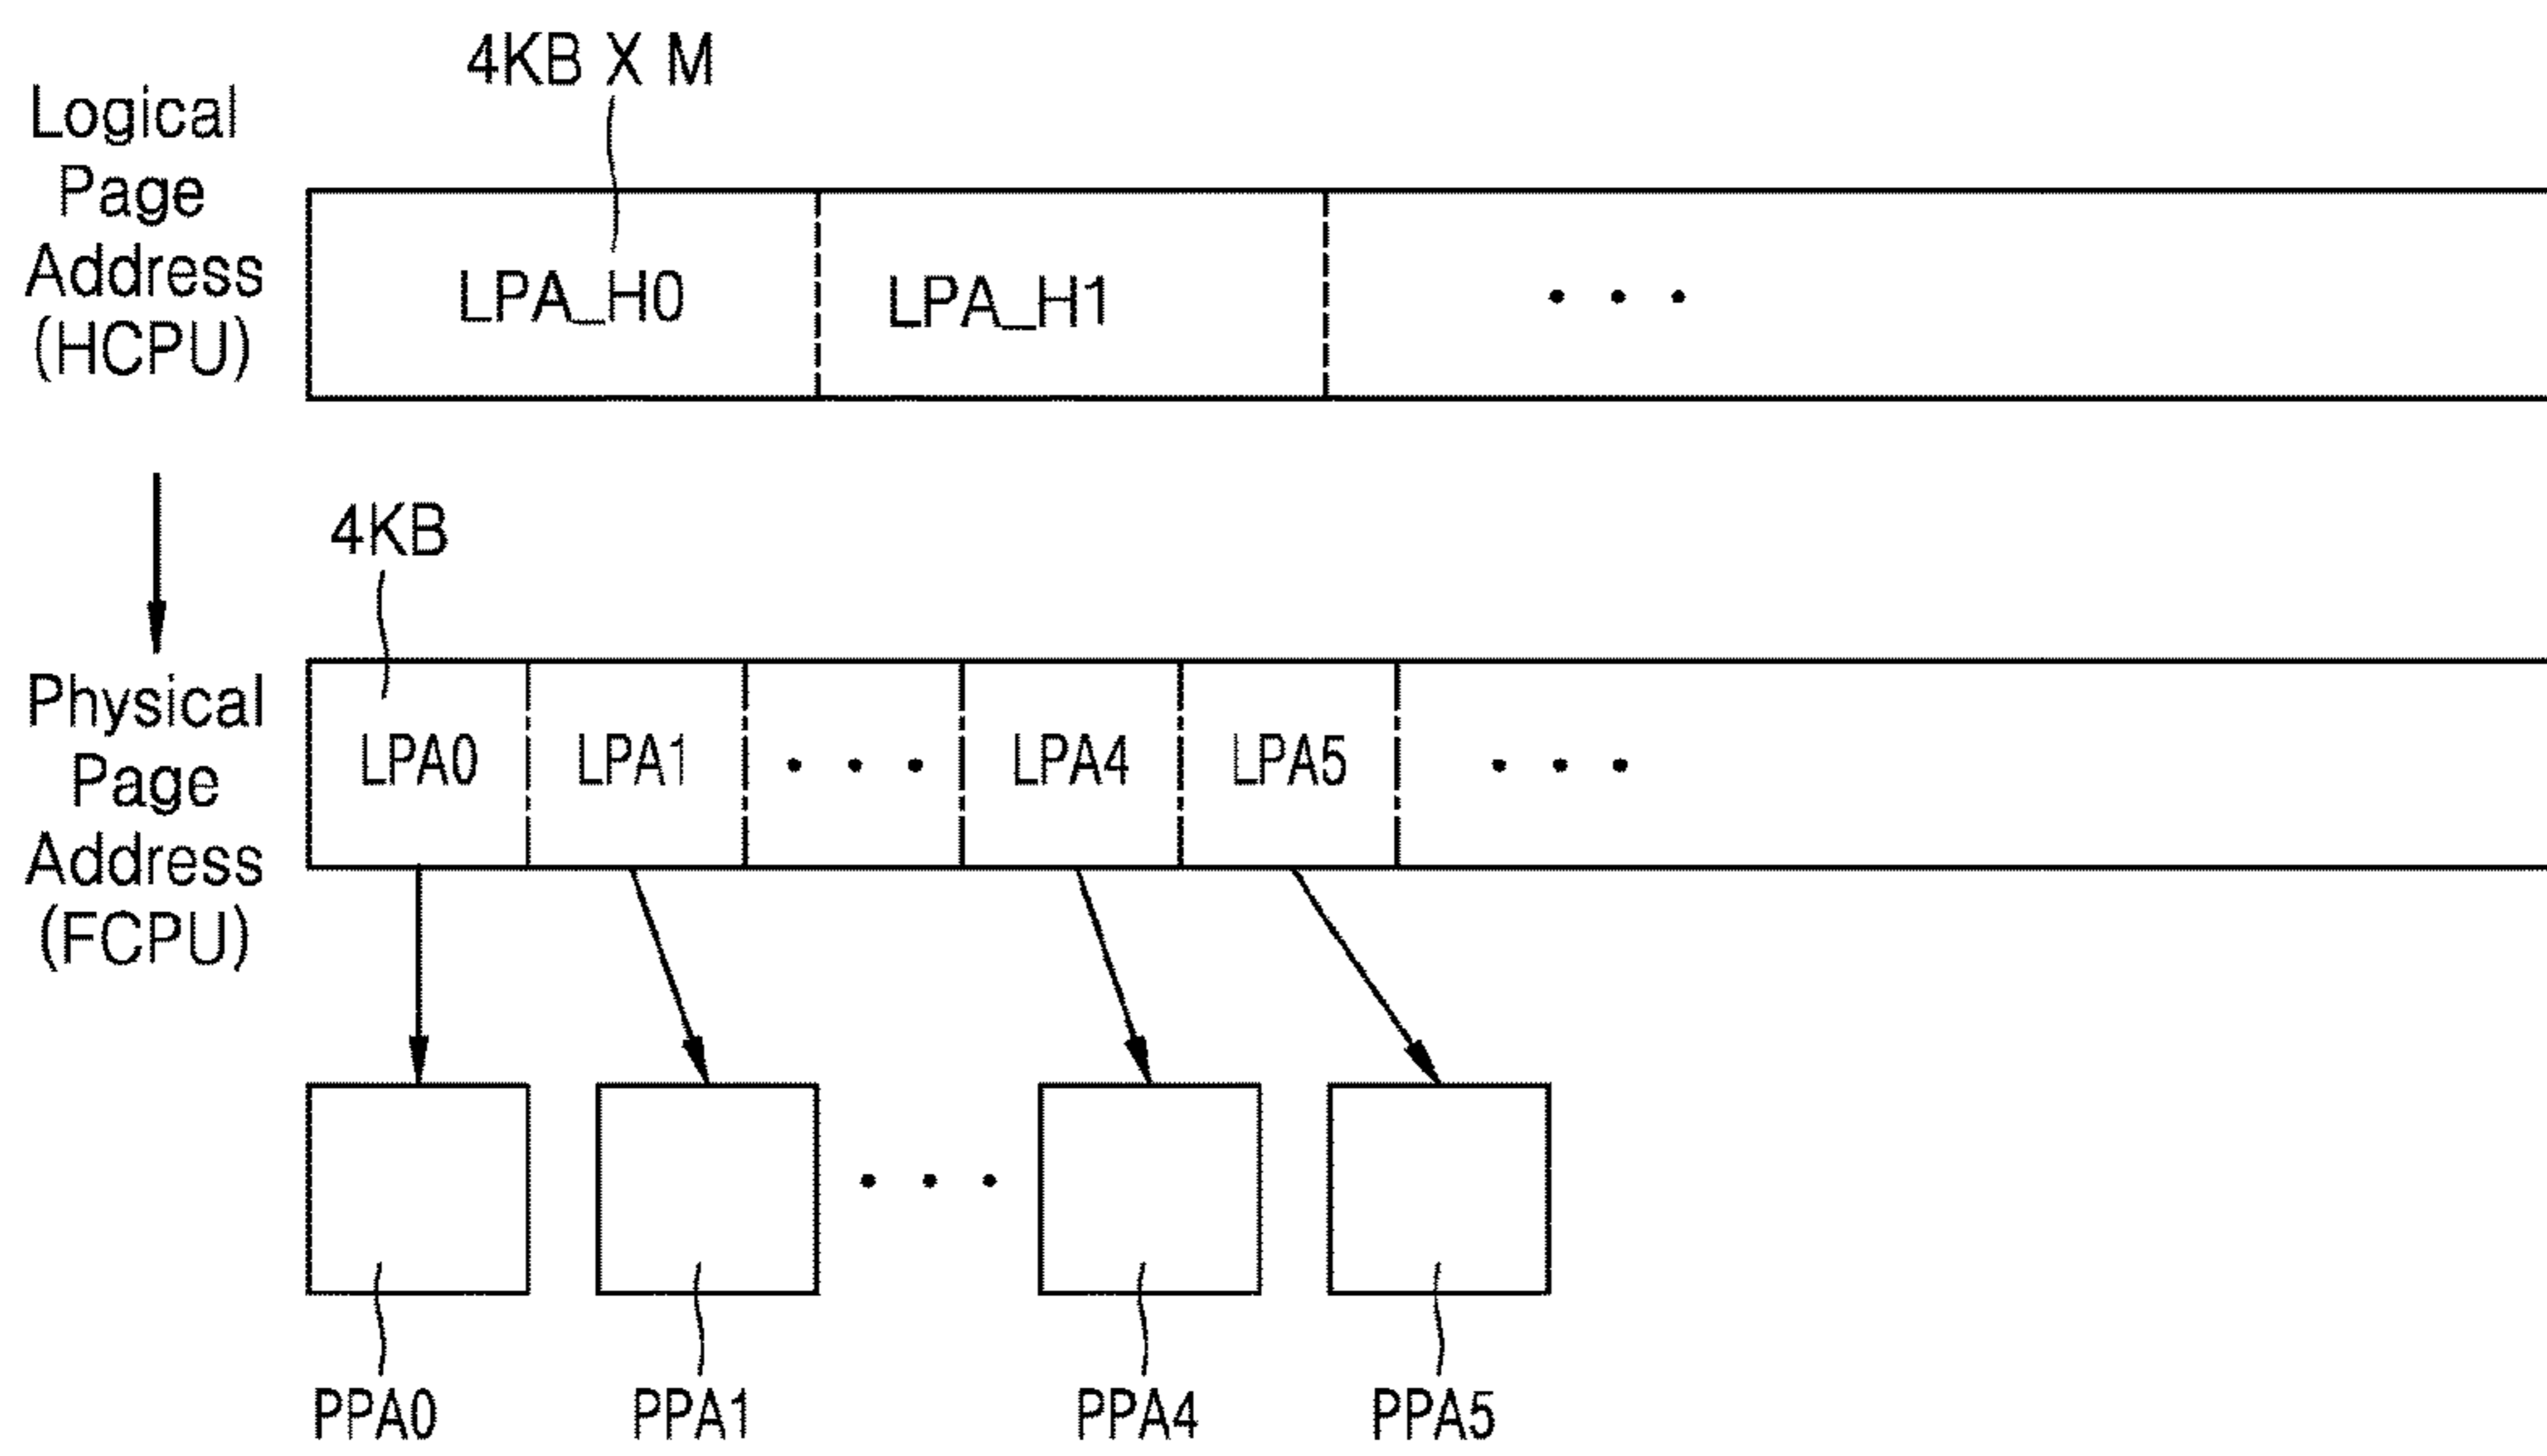 4KB X M
Logical
Page
Address
(HCPU)
LPA_H0 LPA_H1 • • •
4KB
Physical
Page
Address
(FCPU)
LPA0 LPA1 • • • LPA4 LPA5 • • •
• • •
PPA0 PPA1 PPA4 PPA5